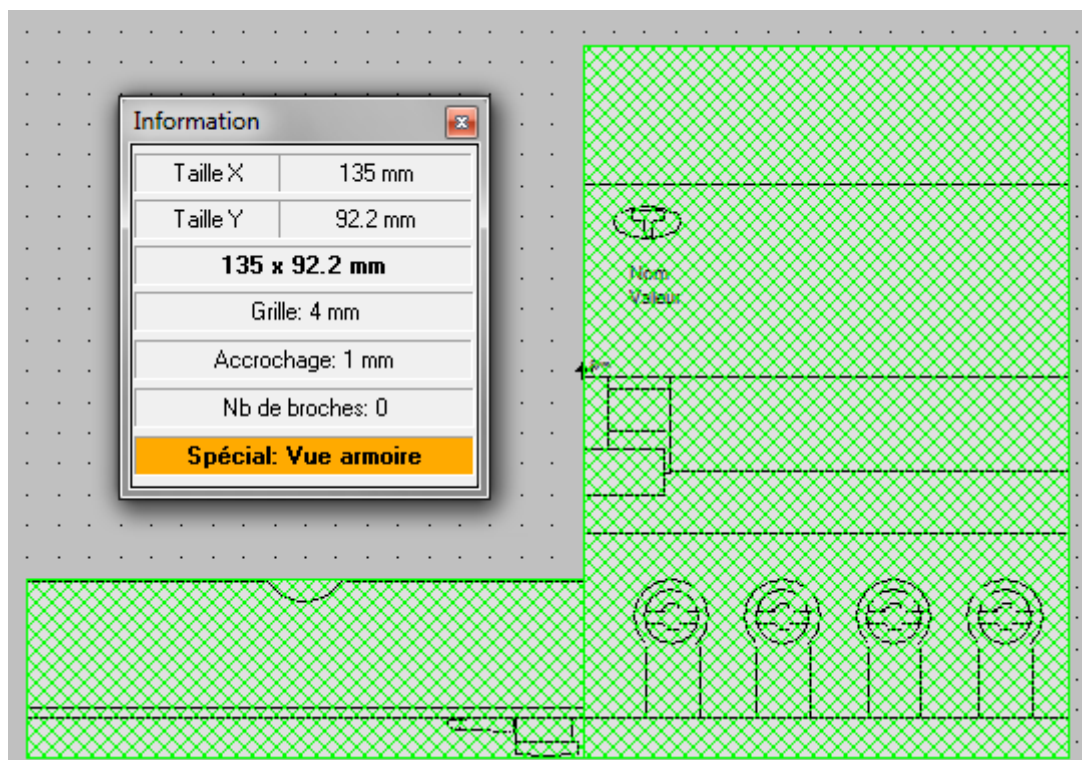 Information
Taille X 135 mm
Taille Y 92.2 mm
135 x 92.2 mm
Grille: 4 mm
Accrochage: 1 mm
Nb de broches: 0
Spécial: Vue armoire
Nom
Valeur